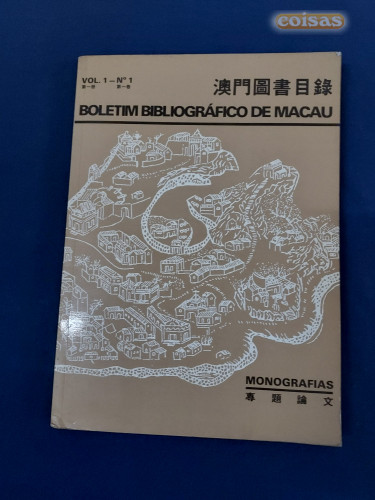 coisas
VOL. 1 – Nº 1
第一冊 第一卷
澳門圖書目錄
BOLETIM BIBLIOGRÁFICO DE MACAU
MONOGRAFIAS
專題論文